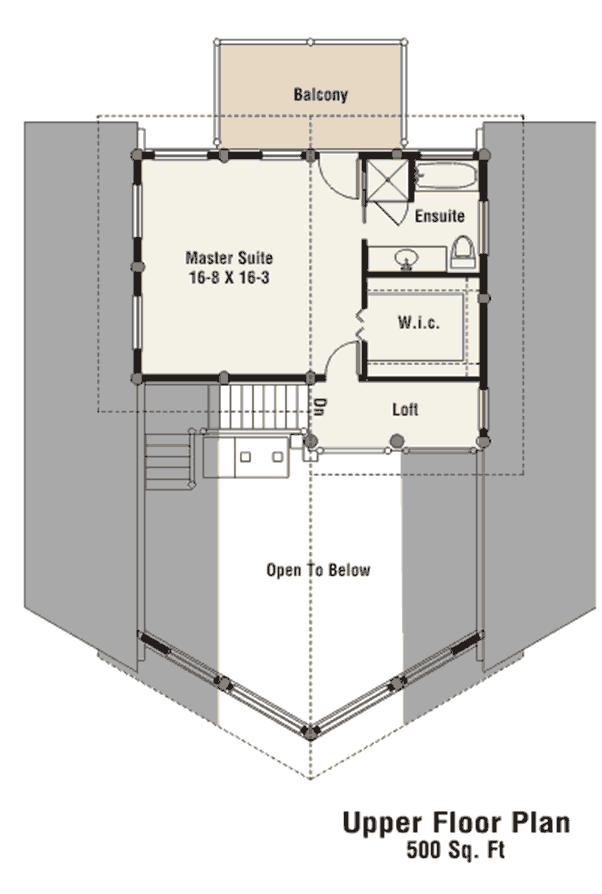 Balcony
Ensuite
Master Suite
16-8 X 16-3
W.i.c.
Dn
Loft
Open To Below
Upper Floor Plan
500 Sq. Ft